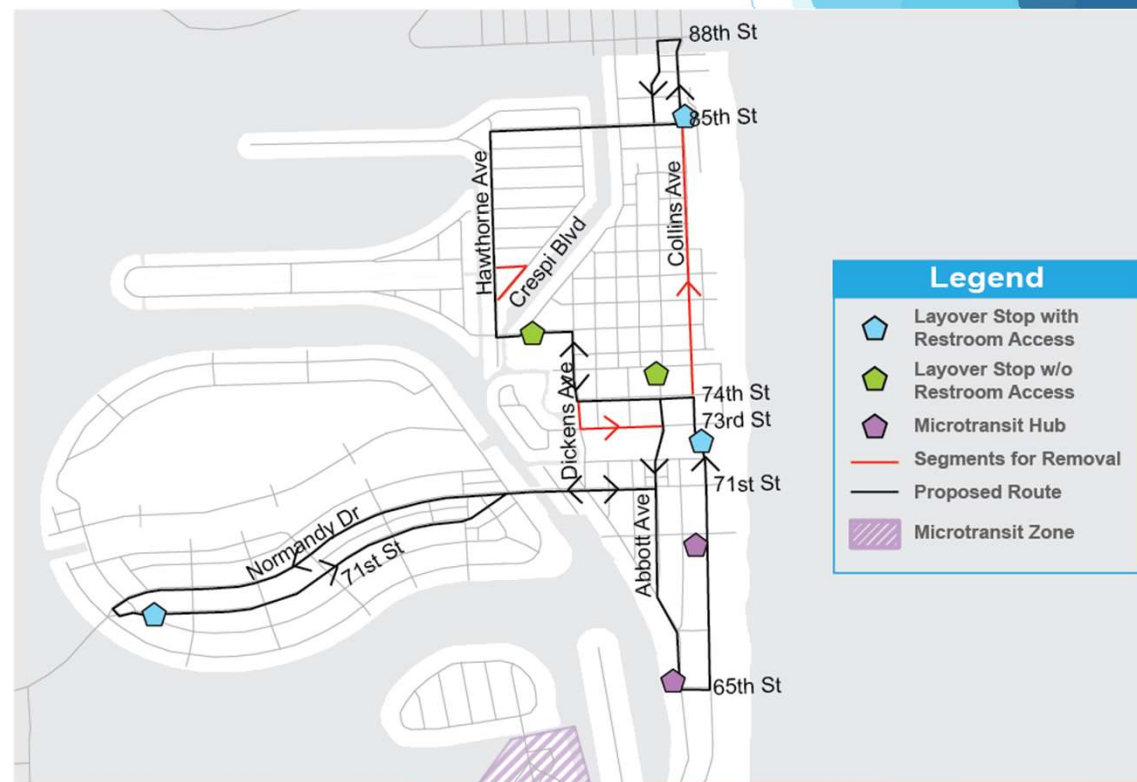 88th St
85th St
Hawthorne Ave
Crespi Blvd
Collins Ave
74th St
73rd St
Dickens Ave
71st St
Normandy Dr
71st St
Abbott Ave
65th St
Legend
Layover Stop with
Restroom Access
Layover Stop w/o
Restroom Access
Microtransit Hub
Segments for Removal
Proposed Route
Microtransit Zone